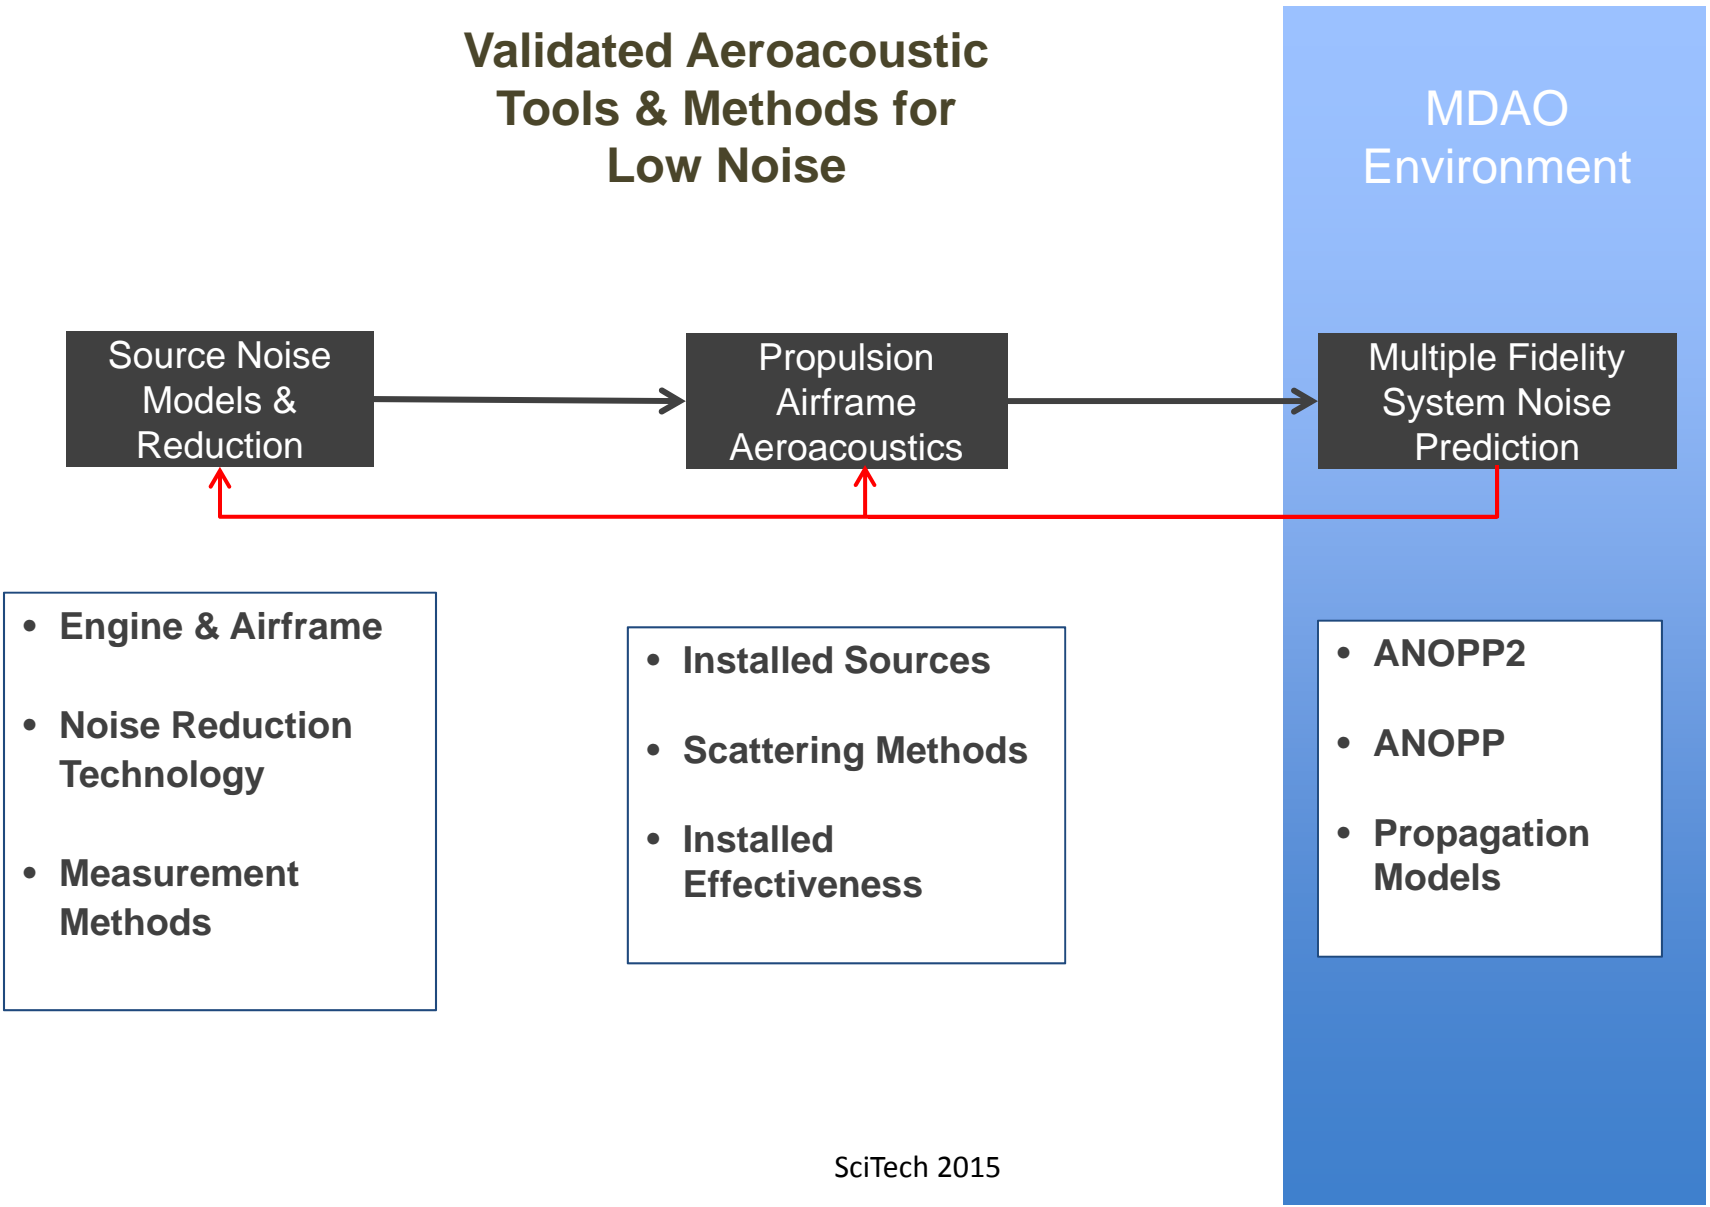 Validated Aeroacoustic
Tools & Methods for
Low Noise
MDAO
Environment
Source Noise
Models &
Reduction
Propulsion
Airframe
Aeroacoustics
Multiple Fidelity
System Noise
Prediction
• Engine & Airframe
• Noise Reduction
Technology
• Measurement
Methods
• Installed Sources
• Scattering Methods
• Installed
Effectiveness
• ANOPP2
• ANOPP
• Propagation
Models
SciTech 2015